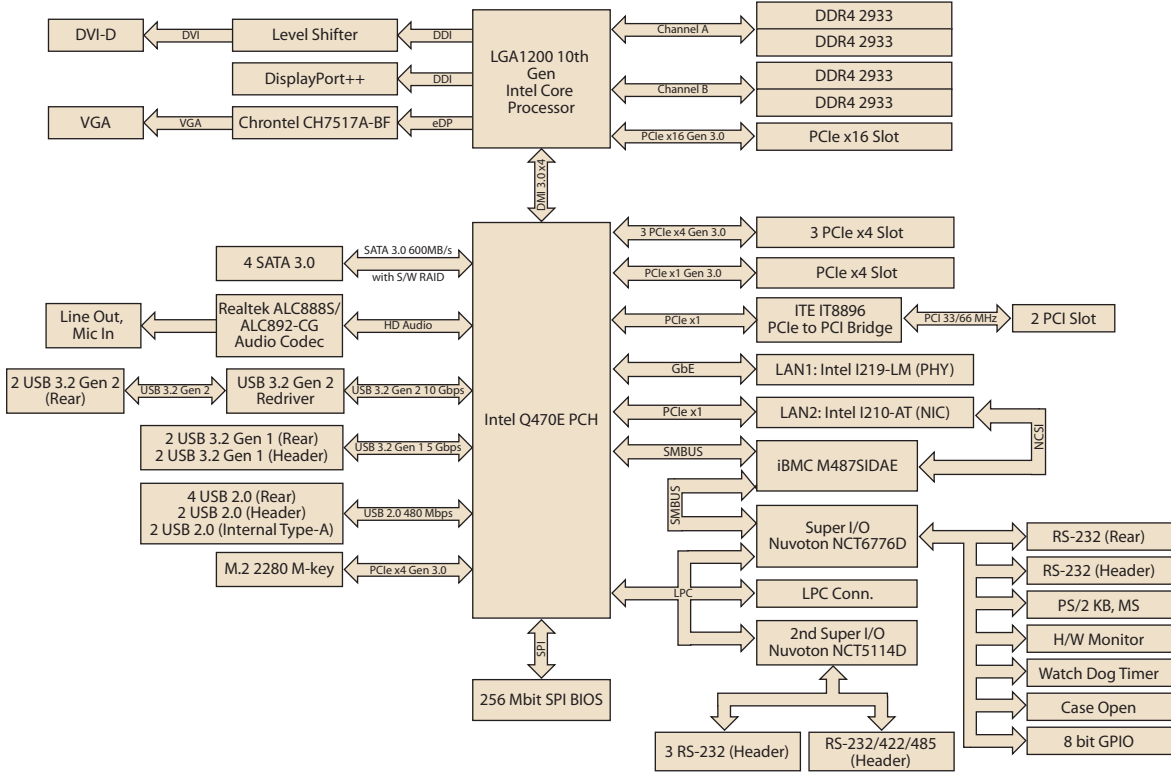 DVI-D
DVI
Level Shifter
DDI
DisplayPort++
DDI
VGA
VGA
Chrontel CH7517A-BF
eDP
LGA1200 10th
Gen
Intel Core
Processor
Channel A
DDR4 2933
DDR4 2933
Channel B
DDR4 2933
DDR4 2933
PCIe x16 Gen 3.0
PCIe x16 Slot
DMI 3.0 x4
4 SATA 3.0
SATA 3.0 600MB/s
with S/W RAID
Line Out,
Mic In
Realtek ALC888S/
ALC892-CG
Audio Codec
HD Audio
2 USB 3.2 Gen 2
(Rear)
USB 3.2 Gen 2
USB 3.2 Gen 2
Redriver
USB 3.2 Gen 2 10 Gbps
2 USB 3.2 Gen 1 (Rear)
2 USB 3.2 Gen 1 (Header)
USB 3.2 Gen 1 5 Gbps
4 USB 2.0 (Rear)
2 USB 2.0 (Header)
2 USB 2.0 (Internal Type-A)
USB 2.0 480 Mbps
M.2 2280 M-key
PCIe x4 Gen 3.0
Intel Q470E PCH
SPI
256 Mbit SPI BIOS
3 PCIe x4 Gen 3.0
3 PCIe x4 Slot
PCIe x1 Gen 3.0
PCIe x4 Slot
PCIe x1
ITE IT8896
PCIe to PCI Bridge
PCI 33/66 MHz
2 PCI Slot
GbE
LAN1: Intel I219-LM (PHY)
PCIe x1
LAN2: Intel I210-AT (NIC)
NCSI
SMBUS
iBMC M487SIDAE
SMBUS
Super I/O
Nuvoton NCT6776D
LPC
LPC Conn.
2nd Super I/O
Nuvoton NCT5114D
3 RS-232 (Header)
RS-232/422/485
(Header)
RS-232 (Rear)
RS-232 (Header)
PS/2 KB, MS
H/W Monitor
Watch Dog Timer
Case Open
8 bit GPIO